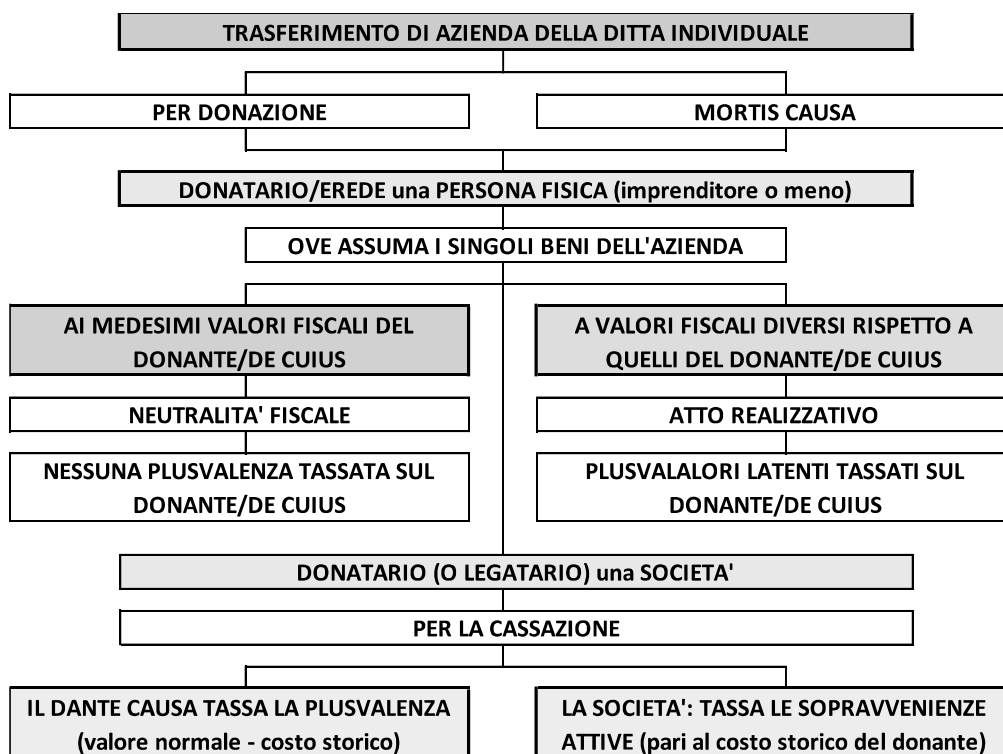 TRASFERIMENTO DI AZIENDA DELLA DITTA INDIVIDUALE
PER DONAZIONE
MORTIS CAUSA
DONATARIO/EREDE una PERSONA FISICA (imprenditore o meno)
OVE ASSUMA I SINGOLI BENI DELL'AZIENDA
AI MEDESIMI VALORI FISCALI DEL
DONANTE/DE CUIUS
A VALORI FISCALI DIVERSI RISPETTO A
QUELLI DEL DONANTE/DE CUIUS
NEUTRALITA' FISCALE
ATTO REALIZZATIVO
NESSUNA PLUSVALENZA TASSATA SUL
DONANTE/DE CUIUS
PLUSVALALORI LATENTI TASSATI SUL
DONANTE/DE CUIUS
DONATARIO (O LEGATARIO) una SOCIETA'
PER LA CASSAZIONE
IL DANTE CAUSA TASSA LA PLUSVALENZA
(valore normale - costo storico)
LA SOCIETA': TASSA LE SOPRAVVENIENZE
ATTIVE (pari al costo storico del donante)